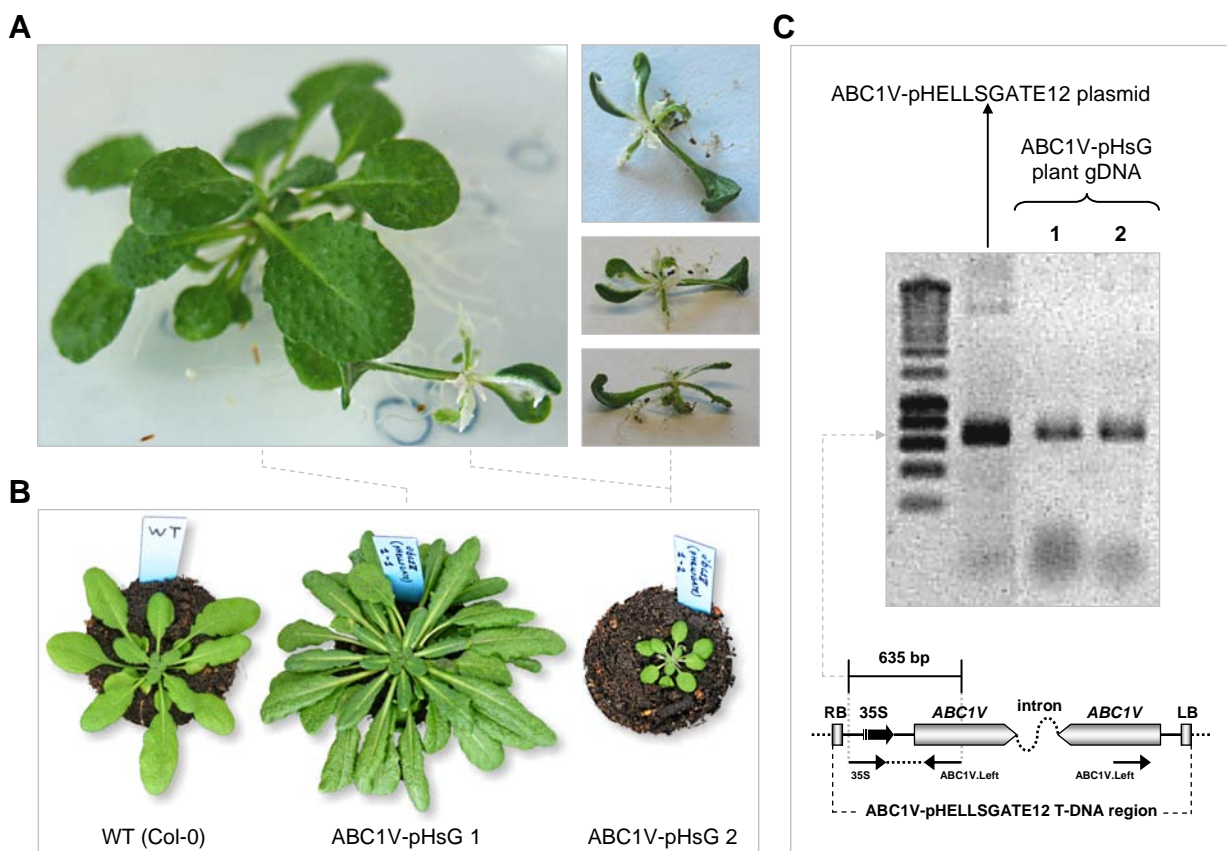 A
B
WT
WT (Col-0)
ABC1V-pHsG 1
ABC1V-pHsG 2
C
ABC1V-pHELLSGATE12 plasmid
ABC1V-pHsG
plant gDNA
1
2
635 bp
RB
35S
ABC1V
intron
ABC1V
LB
35S
ABC1V.Left
ABC1V.Left
ABC1V-pHELLSGATE12 T-DNA region